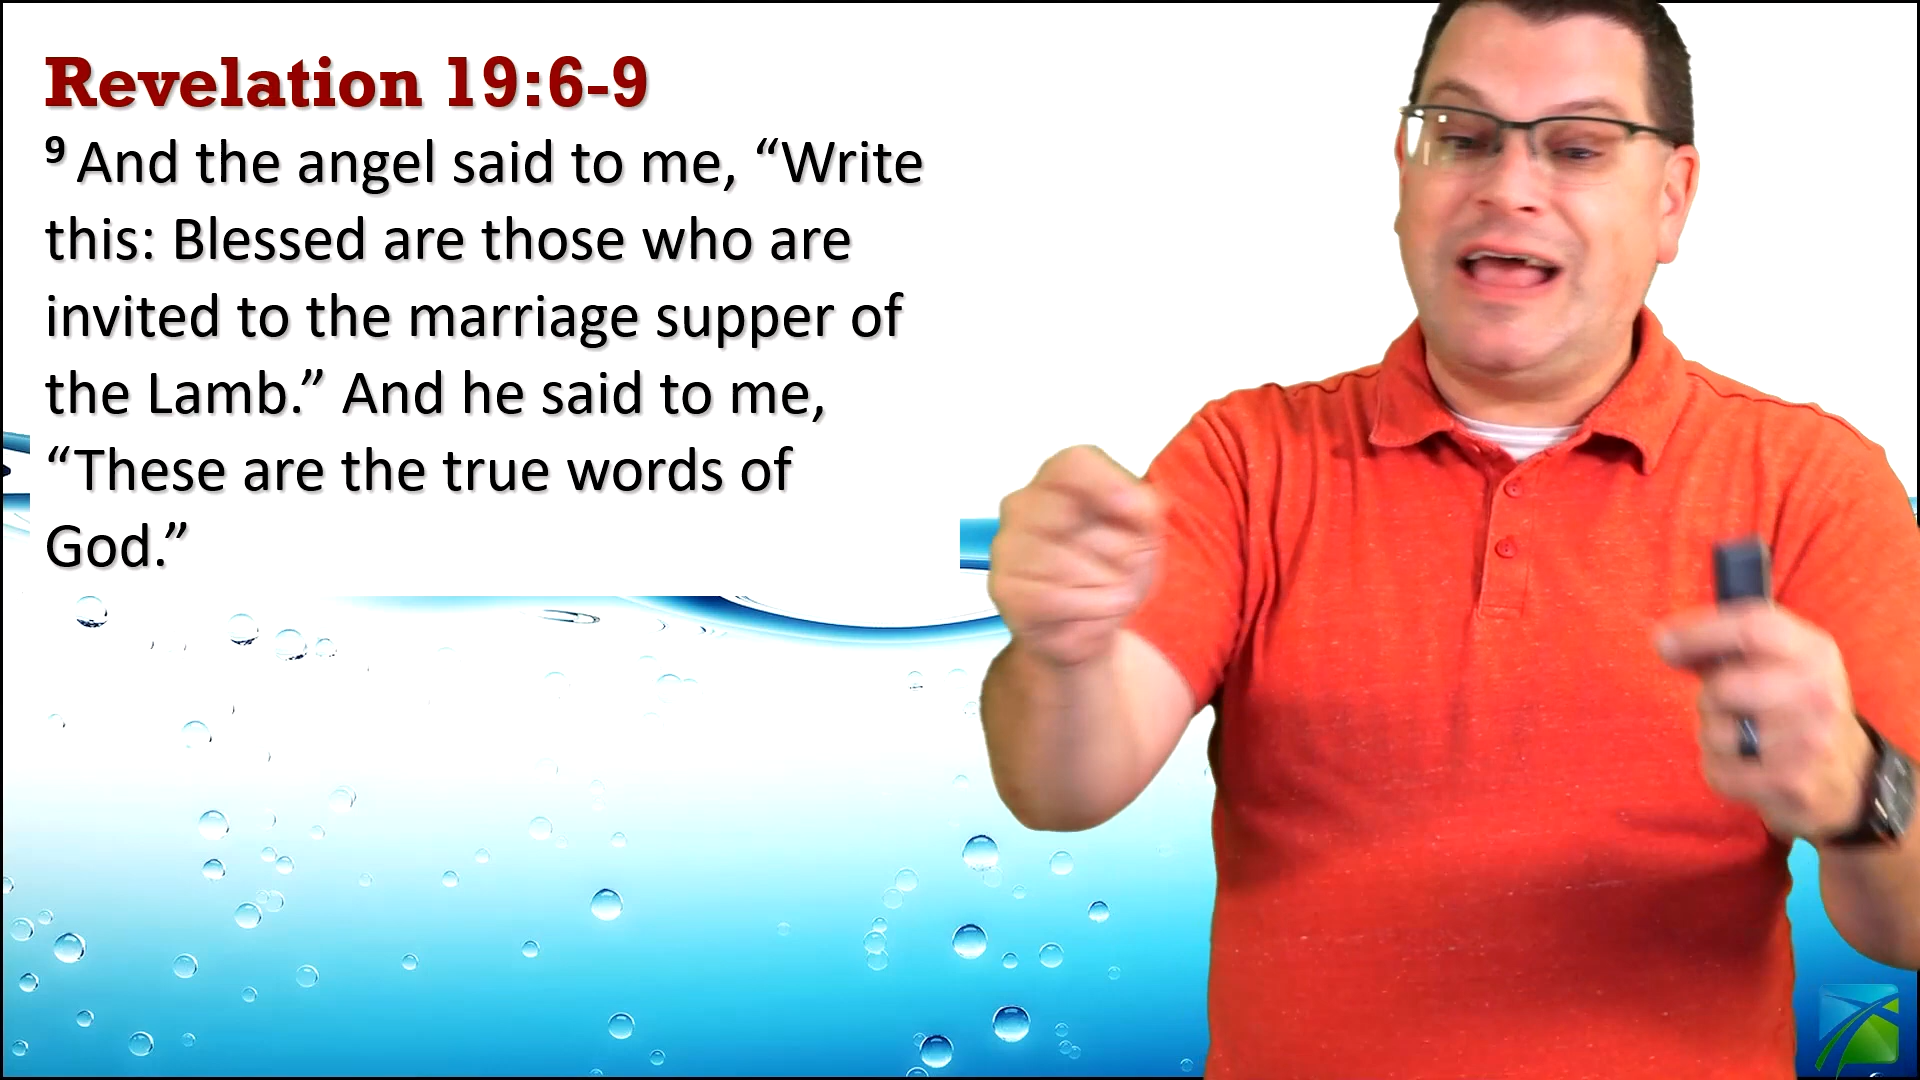 Revelation 19:6-9
9 And the angel said to me, “Write
this: Blessed are those who are
invited to the marriage supper of
the Lamb.” And he said to me,
“These are the true words of
God.”